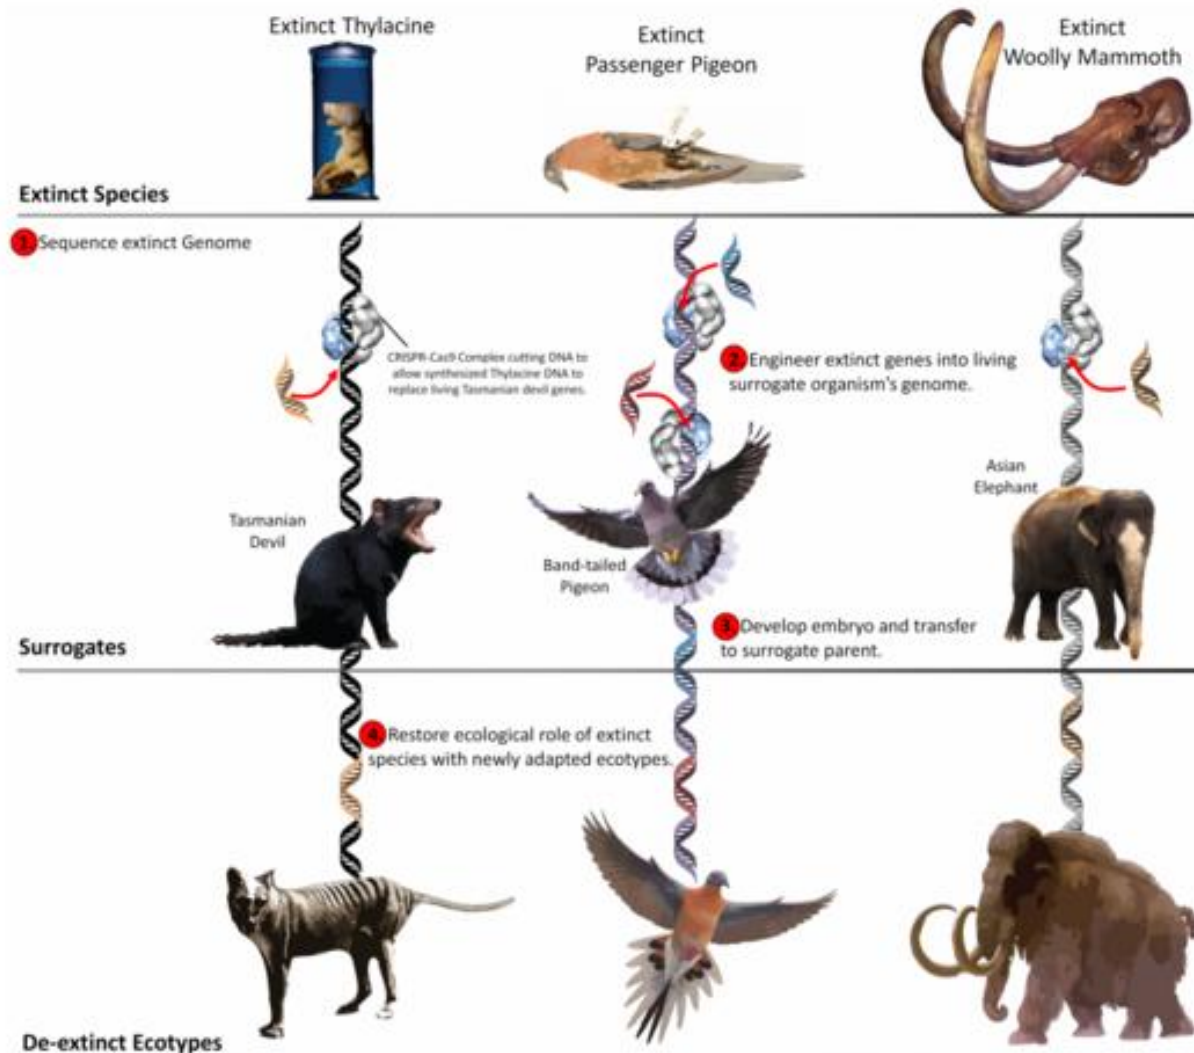 Extinct Thylacine
Extinct
Passenger Pigeon
Extinct
Woolly Mammoth
Extinct Species
1. Sequence extinct Genome
CRISPR-Cas9 Complex cutting DNA to
allow synthesized Thylacine DNA to
replace living Tasmanian devil genes.
2. Engineer extinct genes into living
surrogate organism's genome.
Tasmanian
Devil
Band-tailed
Pigeon
Asian
Elephant
3. Develop embryo and transfer
to surrogate parent.
Surrogates
4. Restore ecological role of extinct
species with newly adapted ecotypes.
De-extinct Ecotypes